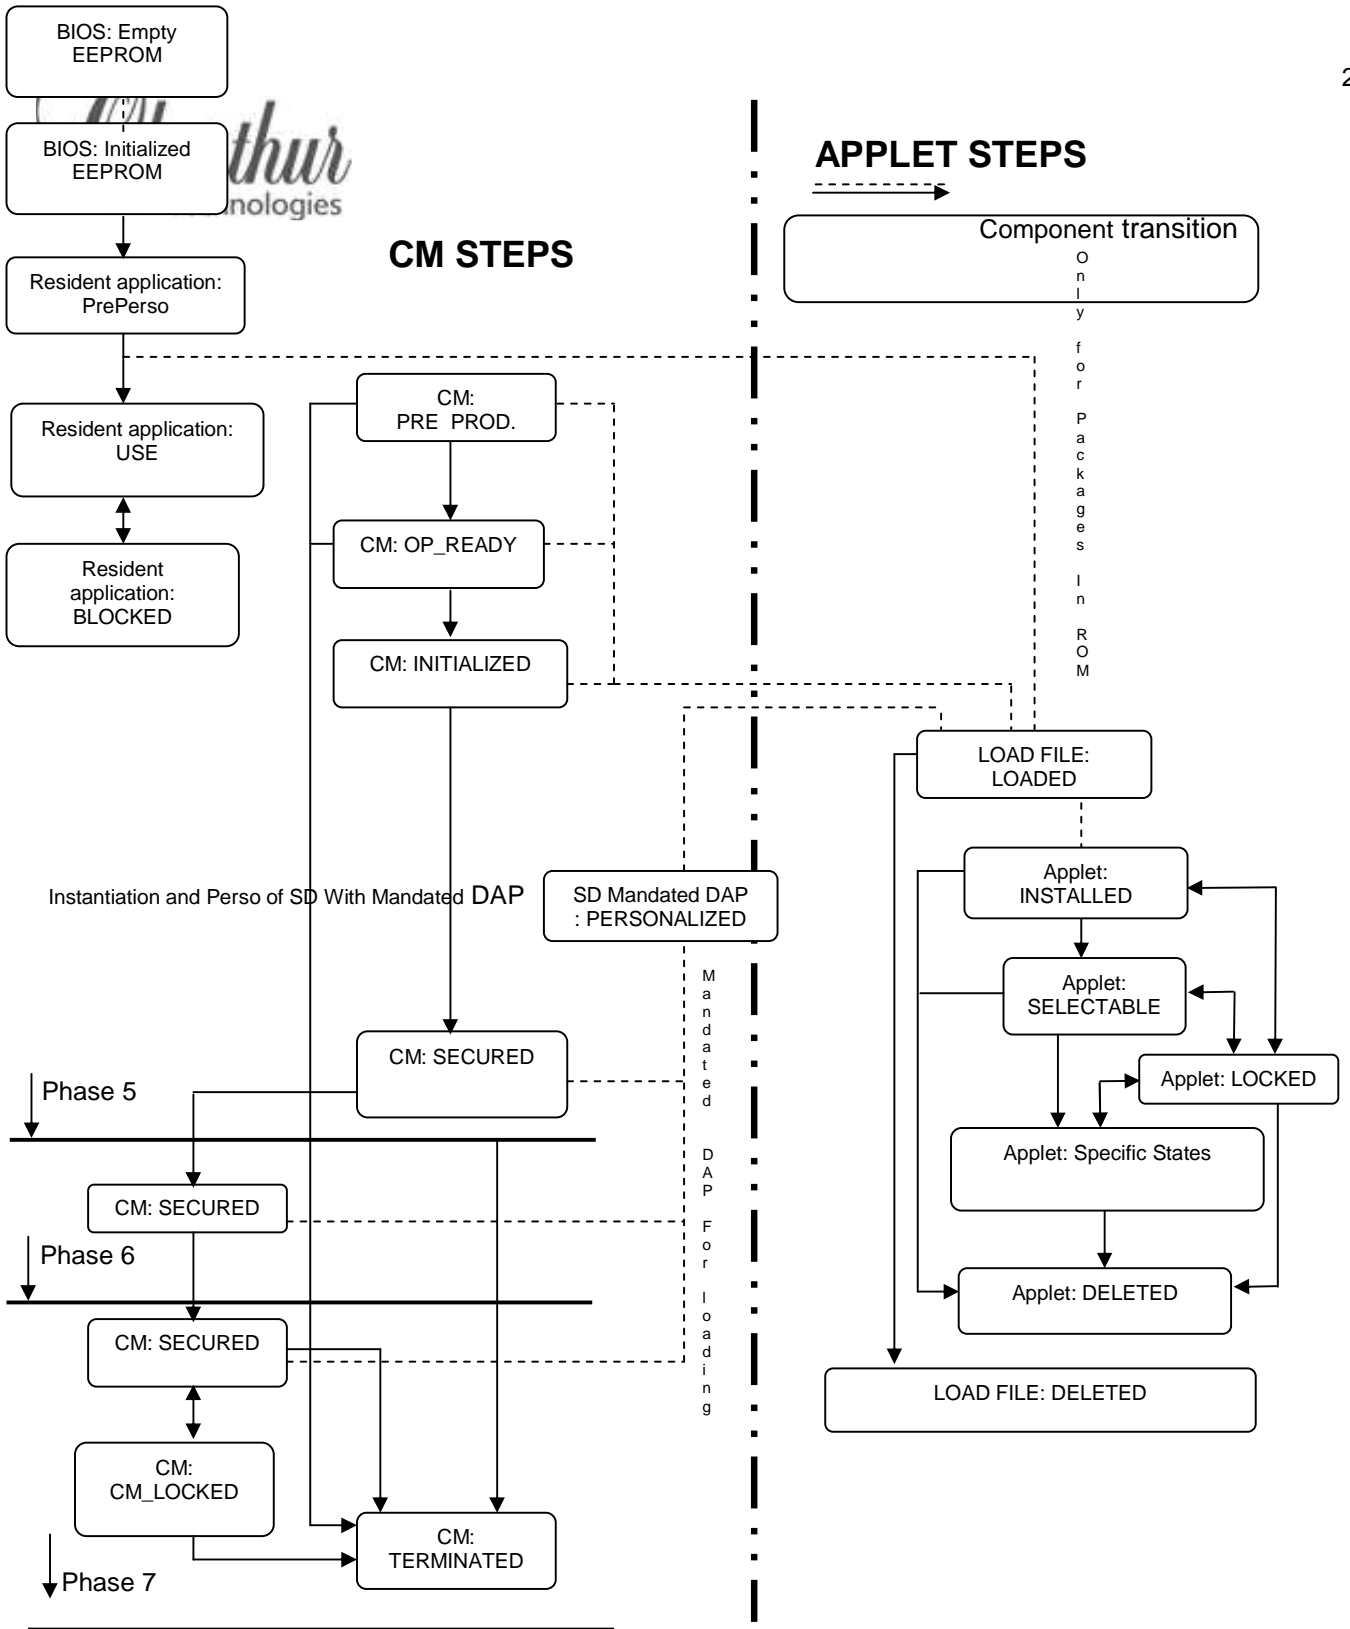 BIOS: Empty
EEPROM
2
BIOS: Initialized
EEPROM
thur
nologies
APPLET STEPS
Component transition
CM STEPS
Resident application:
PrePerso
Only for Packages In ROM
CM:
PRE PROD.
Resident application:
USE
CM: OP_READY
Resident
application:
BLOCKED
CM: INITIALIZED
LOAD FILE:
LOADED
Instantiation and Perso of SD With Mandated DAP
SD Mandated DAP
: PERSONALIZED
Applet:
INSTALLED
Mandated DAP For loading
Applet:
SELECTABLE
CM: SECURED
Applet: LOCKED
Phase 5
Applet: Specific States
CM: SECURED
Phase 6
Applet: DELETED
CM: SECURED
LOAD FILE: DELETED
CM:
CM_LOCKED
CM:
TERMINATED
Phase 7